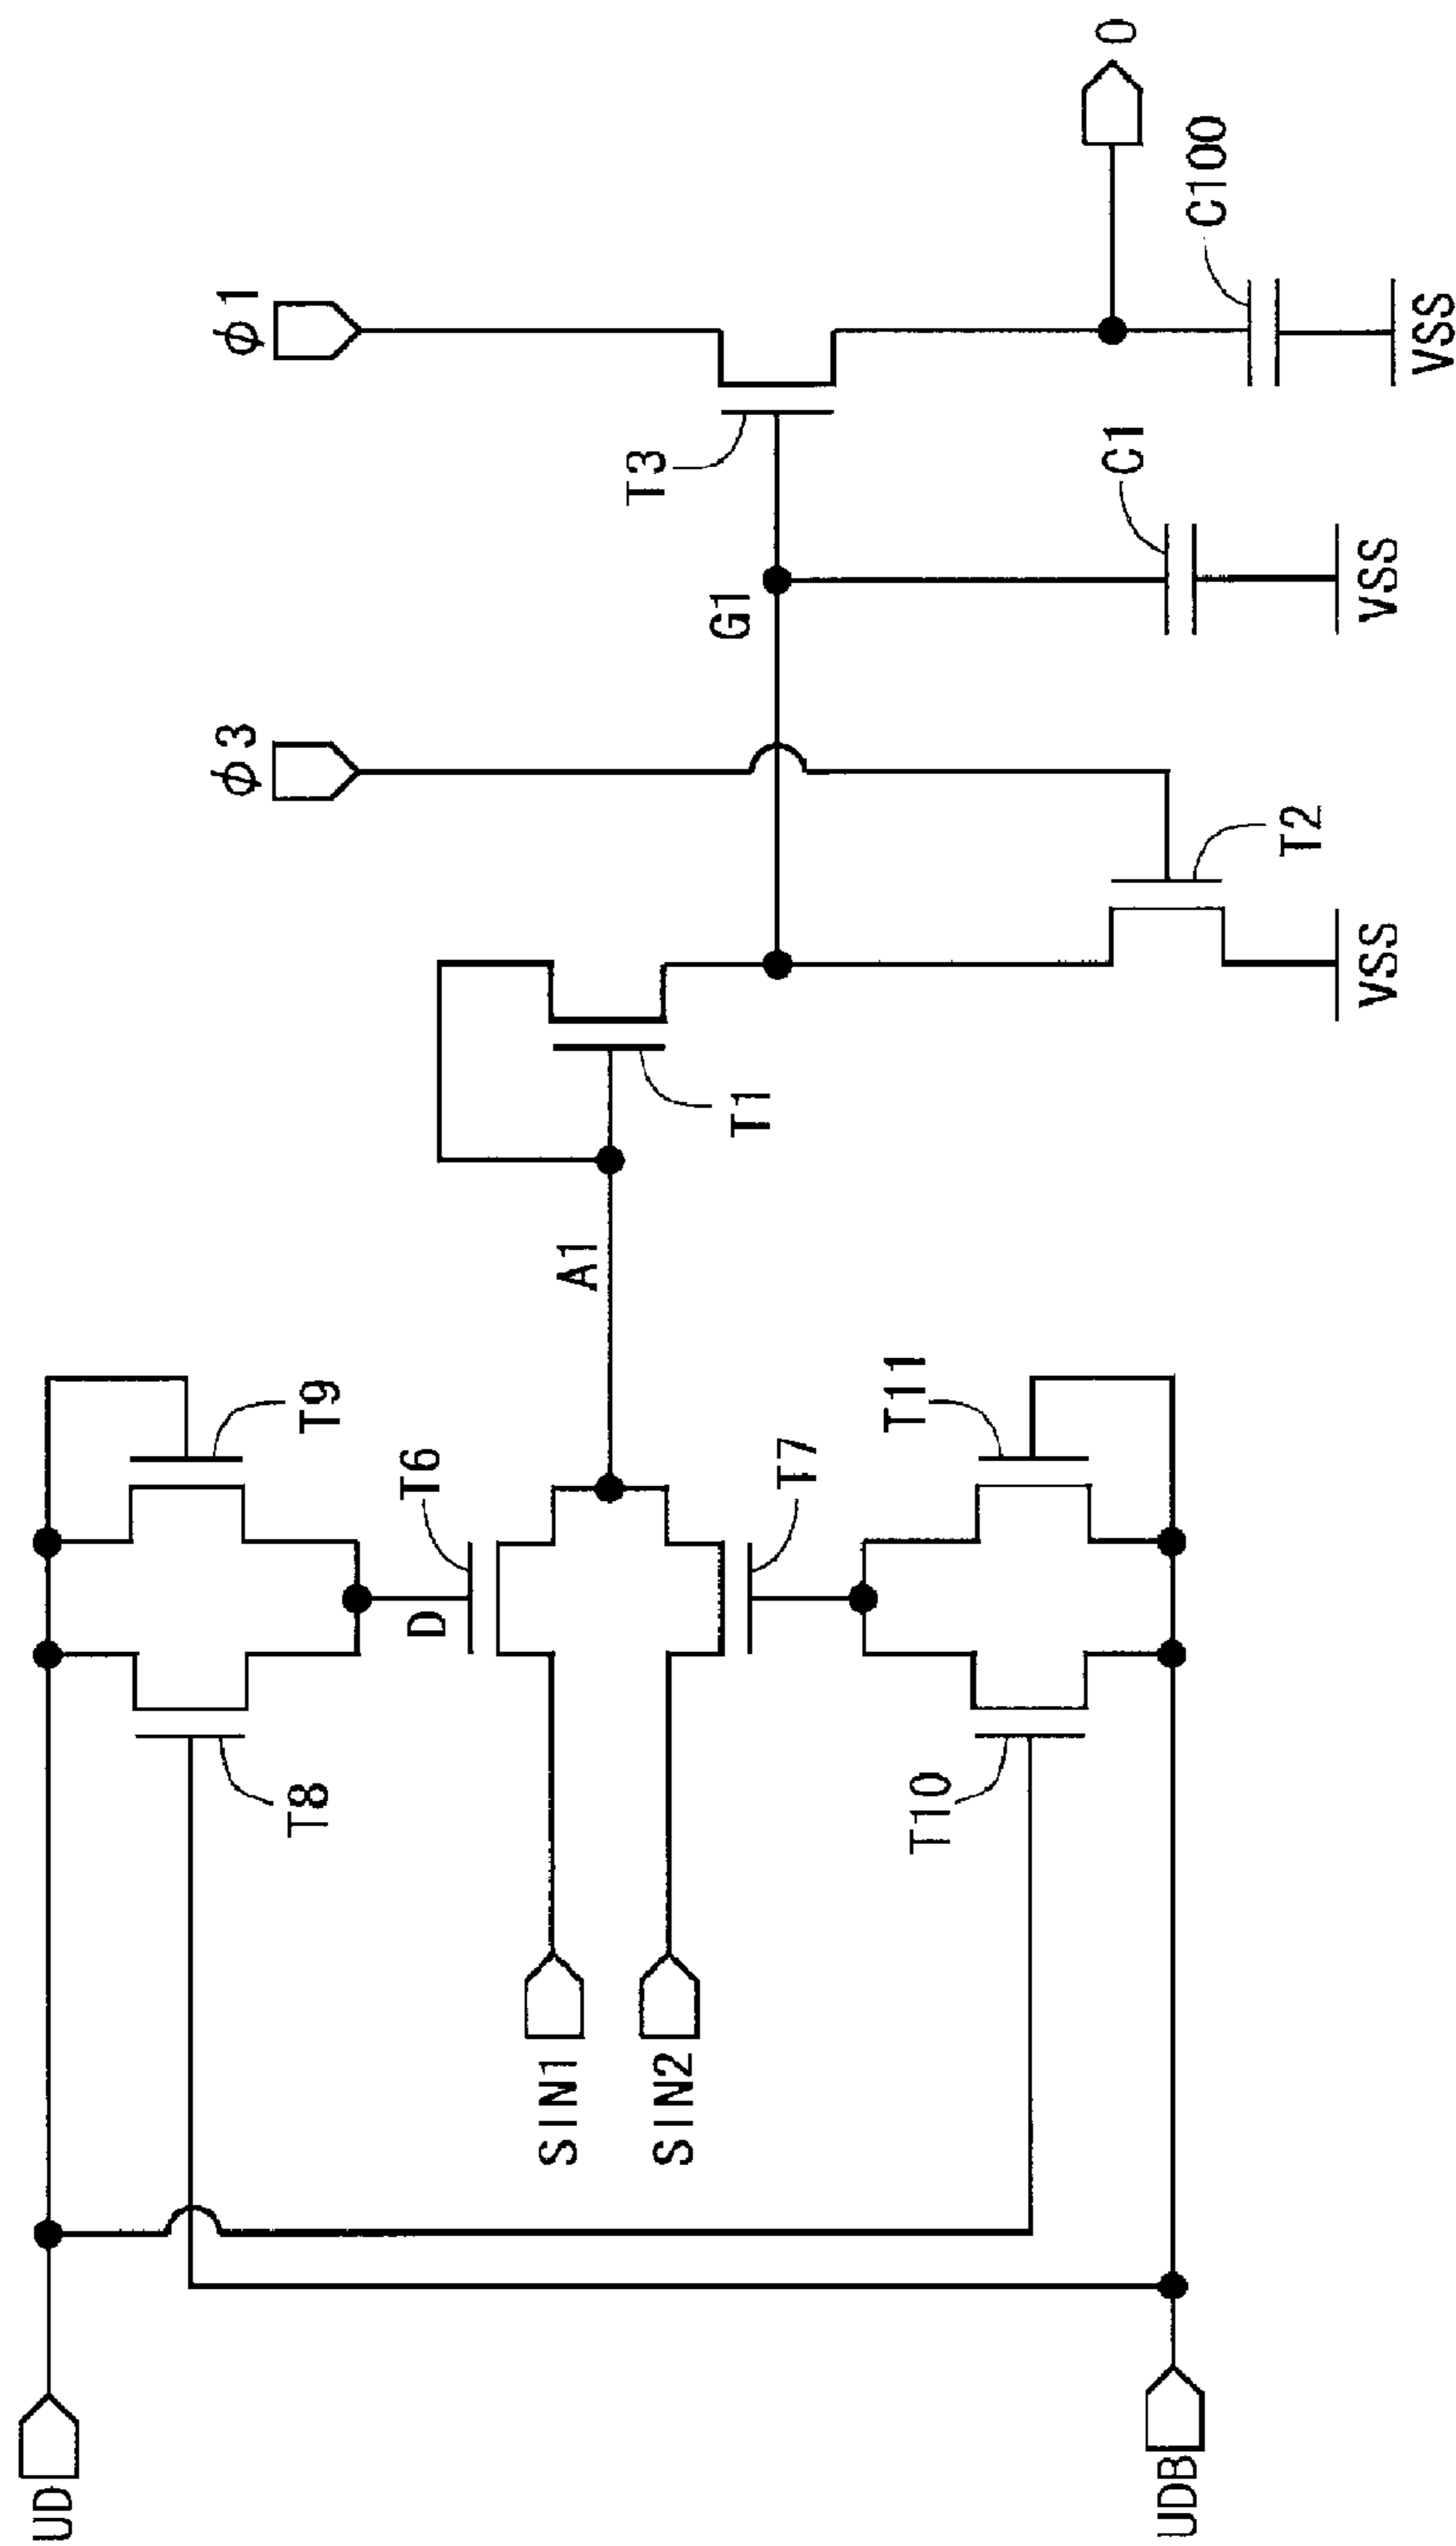 UD
φ3
φ1
T8
T9
D
T6
SIN1
A1
T3
SIN2
G1
T1
T7
T10
T11
O
C1
UDB
C100
T2
VSS
VSS
VSS